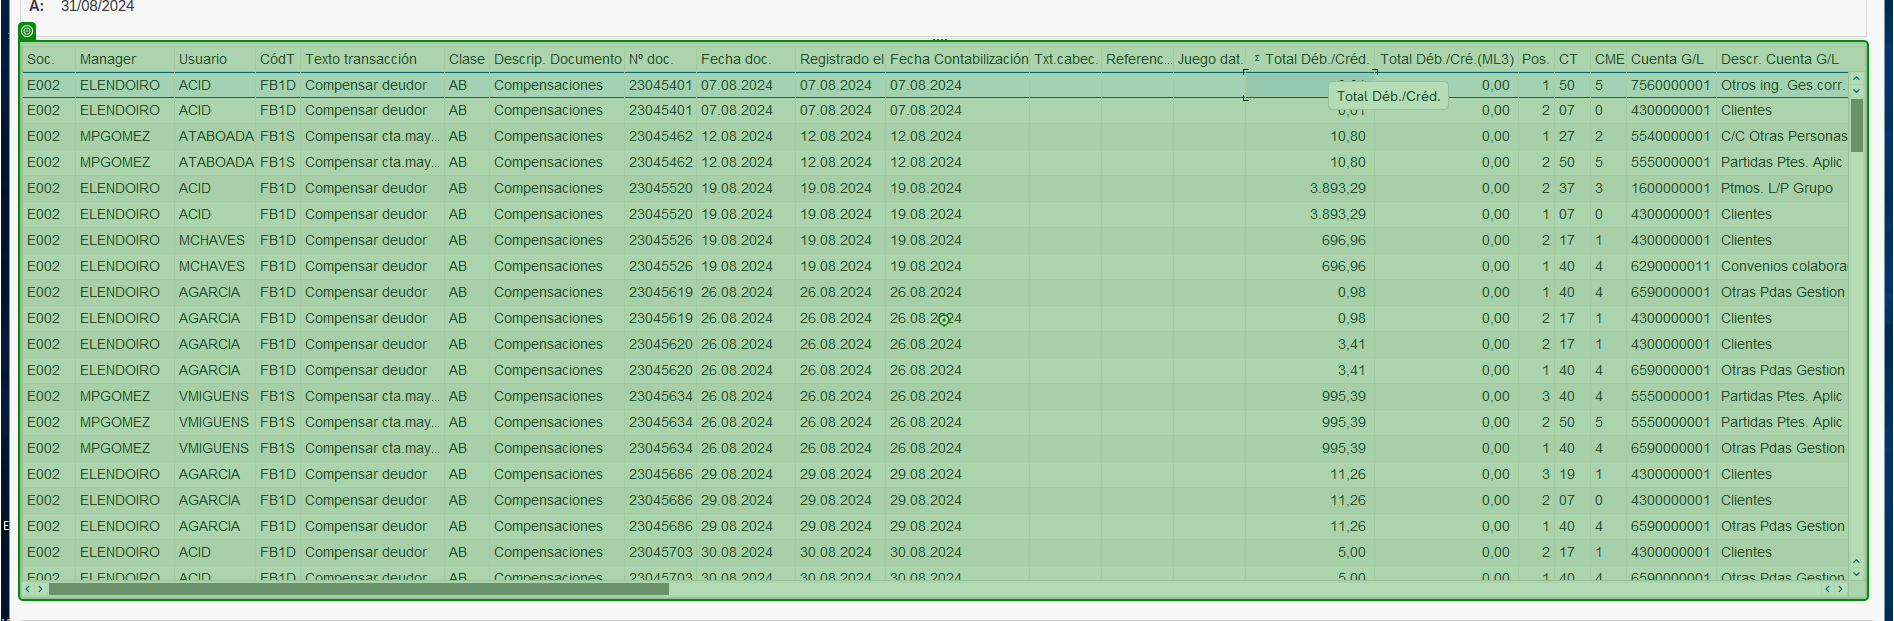 A: 31/08/2024
Soc. Manager Usuario CódT Texto transacción Clase Descrip. Documento Nº doc. Fecha doc. Registrado el Fecha Contabilización Txt.cabec. Referenc... Juego dat. Σ Total Déb./Créd. Total Déb./Cré.(ML3) Pos. CT CME Cuenta G/L Descr. Cuenta G/L
E002 ELENDOIRO ACID FB1D Compensar deudor AB Compensaciones 23045401 07.08.2024 07.08.2024 07.08.2024 0,00 1 50 5 7560000001 Otros ing. Ges.corr.
Total Déb./Créd.
E002 ELENDOIRO ACID FB1D Compensar deudor AB Compensaciones 23045401 07.08.2024 07.08.2024 07.08.2024 0,01 0,00 2 07 0 4300000001 Clientes
E002 MPGOMEZ ATABOADA FB1S Compensar cta.may... AB Compensaciones 23045462 12.08.2024 12.08.2024 12.08.2024 10,80 0,00 1 27 2 5540000001 C/C Otras Personas
E002 MPGOMEZ ATABOADA FB1S Compensar cta.may... AB Compensaciones 23045462 12.08.2024 12.08.2024 12.08.2024 10,80 0,00 2 50 5 5550000001 Partidas Ptes. Aplic
E002 ELENDOIRO ACID FB1D Compensar deudor AB Compensaciones 23045520 19.08.2024 19.08.2024 19.08.2024 3.893,29 0,00 2 37 3 1600000001 Ptmos. L/P Grupo
E002 ELENDOIRO ACID FB1D Compensar deudor AB Compensaciones 23045520 19.08.2024 19.08.2024 19.08.2024 3.893,29 0,00 1 07 0 4300000001 Clientes
E002 ELENDOIRO MCHAVES FB1D Compensar deudor AB Compensaciones 23045526 19.08.2024 19.08.2024 19.08.2024 696,96 0,00 2 17 1 4300000001 Clientes
E002 ELENDOIRO MCHAVES FB1D Compensar deudor AB Compensaciones 23045526 19.08.2024 19.08.2024 19.08.2024 696,96 0,00 1 40 4 6290000011 Convenios colabora
E002 ELENDOIRO AGARCIA FB1D Compensar deudor AB Compensaciones 23045619 26.08.2024 26.08.2024 26.08.2024 0,98 0,00 1 40 4 6590000001 Otras Pdas Gestion
E002 ELENDOIRO AGARCIA FB1D Compensar deudor AB Compensaciones 23045619 26.08.2024 26.08.2024 26.08.2024 0,98 0,00 2 17 1 4300000001 Clientes
E002 ELENDOIRO AGARCIA FB1D Compensar deudor AB Compensaciones 23045620 26.08.2024 26.08.2024 26.08.2024 3,41 0,00 2 17 1 4300000001 Clientes
E002 ELENDOIRO AGARCIA FB1D Compensar deudor AB Compensaciones 23045620 26.08.2024 26.08.2024 26.08.2024 3,41 0,00 1 40 4 6590000001 Otras Pdas Gestion
E002 MPGOMEZ VMIGUENS FB1S Compensar cta.may... AB Compensaciones 23045634 26.08.2024 26.08.2024 26.08.2024 995,39 0,00 3 40 4 5550000001 Partidas Ptes. Aplic
E002 MPGOMEZ VMIGUENS FB1S Compensar cta.may... AB Compensaciones 23045634 26.08.2024 26.08.2024 26.08.2024 995,39 0,00 2 50 5 5550000001 Partidas Ptes. Aplic
E002 MPGOMEZ VMIGUENS FB1S Compensar cta.may... AB Compensaciones 23045634 26.08.2024 26.08.2024 26.08.2024 995,39 0,00 1 40 4 6590000001 Otras Pdas Gestion
E002 ELENDOIRO AGARCIA FB1D Compensar deudor AB Compensaciones 23045686 29.08.2024 29.08.2024 29.08.2024 11,26 0,00 3 19 1 4300000001 Clientes
E002 ELENDOIRO AGARCIA FB1D Compensar deudor AB Compensaciones 23045686 29.08.2024 29.08.2024 29.08.2024 11,26 0,00 2 07 0 4300000001 Clientes
E002 ELENDOIRO AGARCIA FB1D Compensar deudor AB Compensaciones 23045686 29.08.2024 29.08.2024 29.08.2024 11,26 0,00 1 40 4 6590000001 Otras Pdas Gestion
E002 ELENDOIRO ACID FB1D Compensar deudor AB Compensaciones 23045703 30.08.2024 30.08.2024 30.08.2024 5,00 0,00 2 17 1 4300000001 Clientes
E002 ELENDOIRO ACID FB1D Compensar deudor AB Compensaciones 23045703 30.08.2024 30.08.2024 30.08.2024 5,00 0,00 1 40 4 6590000001 Otras Pdas Gestion